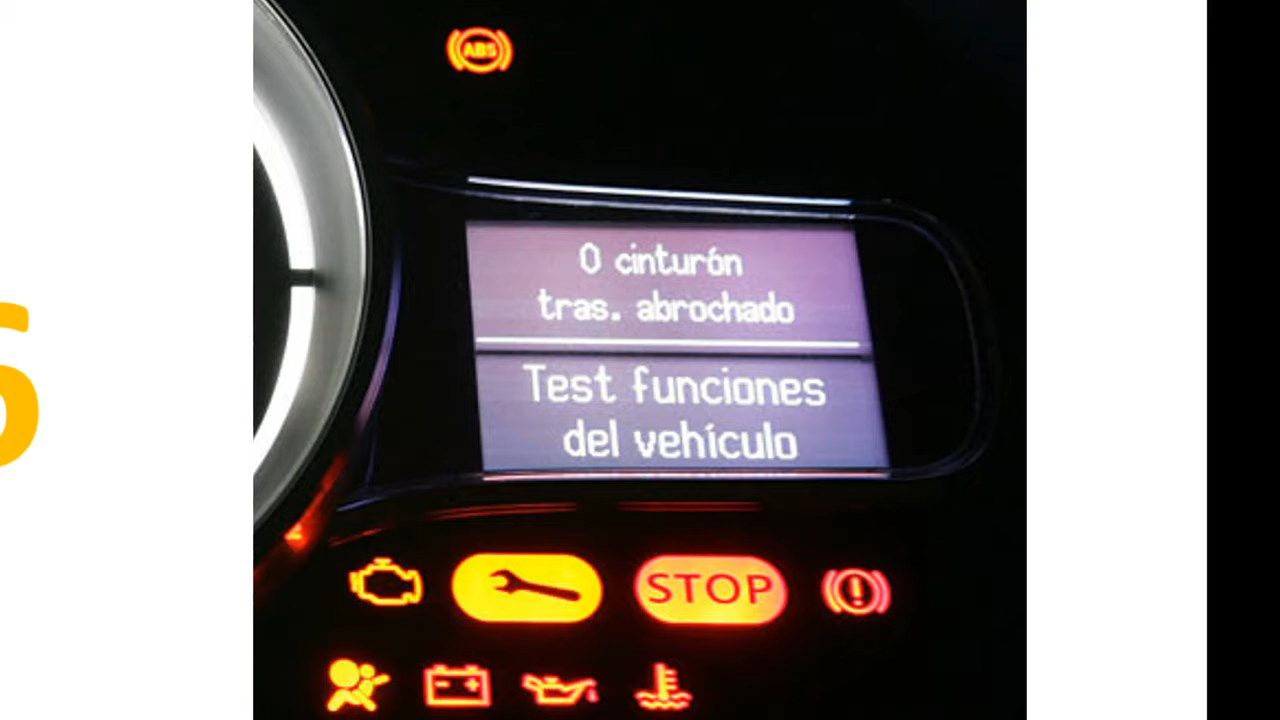 ABS
0 cinturón
tras. abrochado
Test funciones
del vehículo
STOP